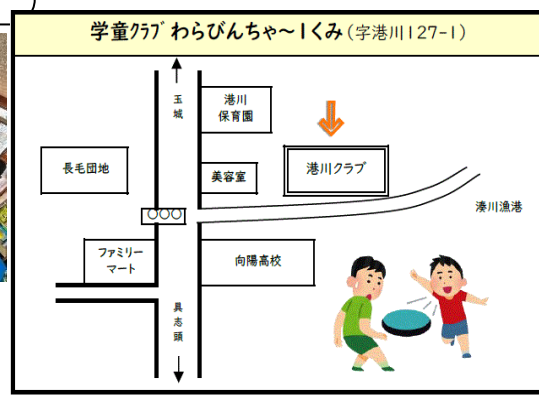 学童クラブ わらびんちゃ～1くみ(字港川127-1)
玉城
港川
保育園
長毛団地
美容室
港川クラブ
湊川漁港
ファミリー
マート
向陽高校
具志頭